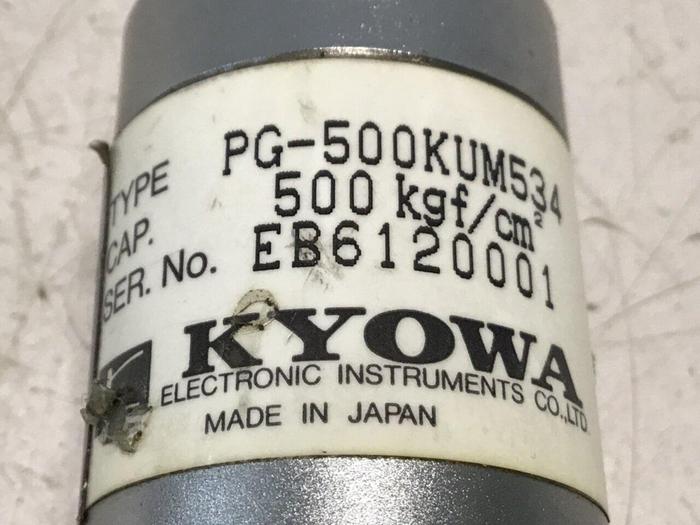 TYPE PG-500KUM534
CAP. 500 kgf/cm²
SER. No. EB6120001
KYOWA
ELECTRONIC INSTRUMENTS CO.,LTD.
MADE IN JAPAN